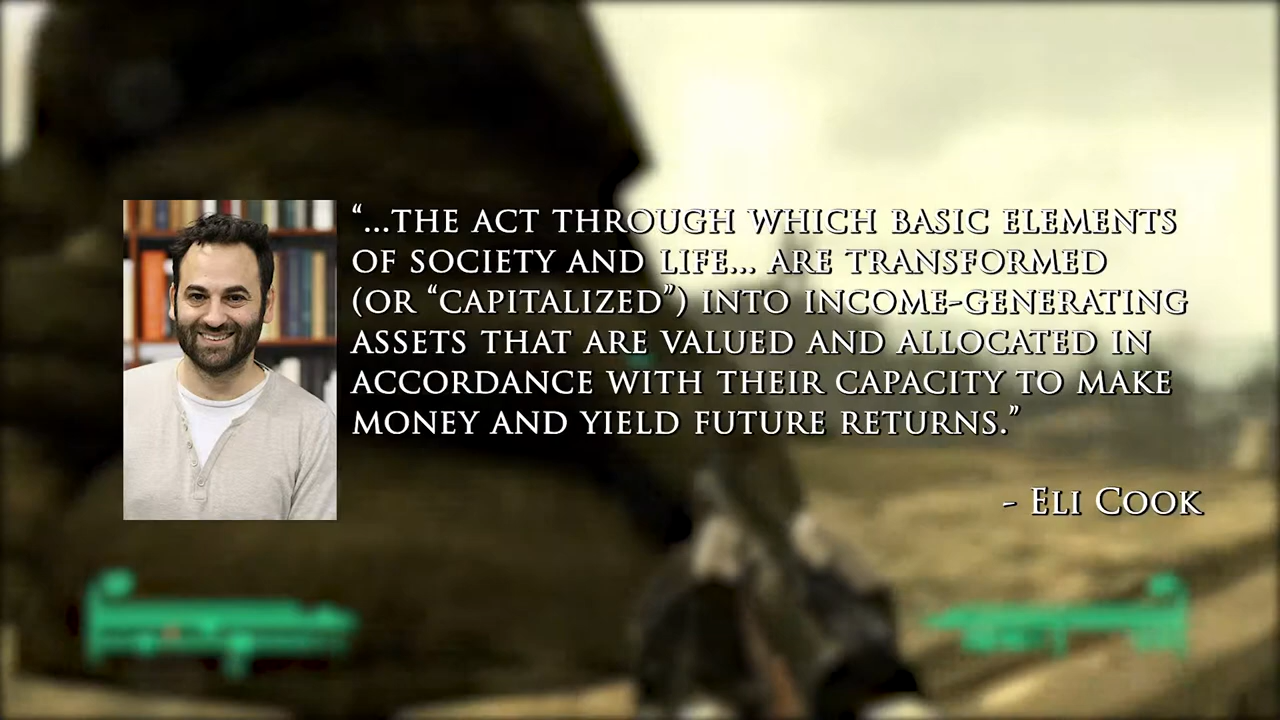 “...THE ACT THROUGH WHICH BASIC ELEMENTS
OF SOCIETY AND LIFE... ARE TRANSFORMED
(OR “CAPITALIZED”) INTO INCOME-GENERATING
ASSETS THAT ARE VALUED AND ALLOCATED IN
ACCORDANCE WITH THEIR CAPACITY TO MAKE
MONEY AND YIELD FUTURE RETURNS.”
- ELI COOK